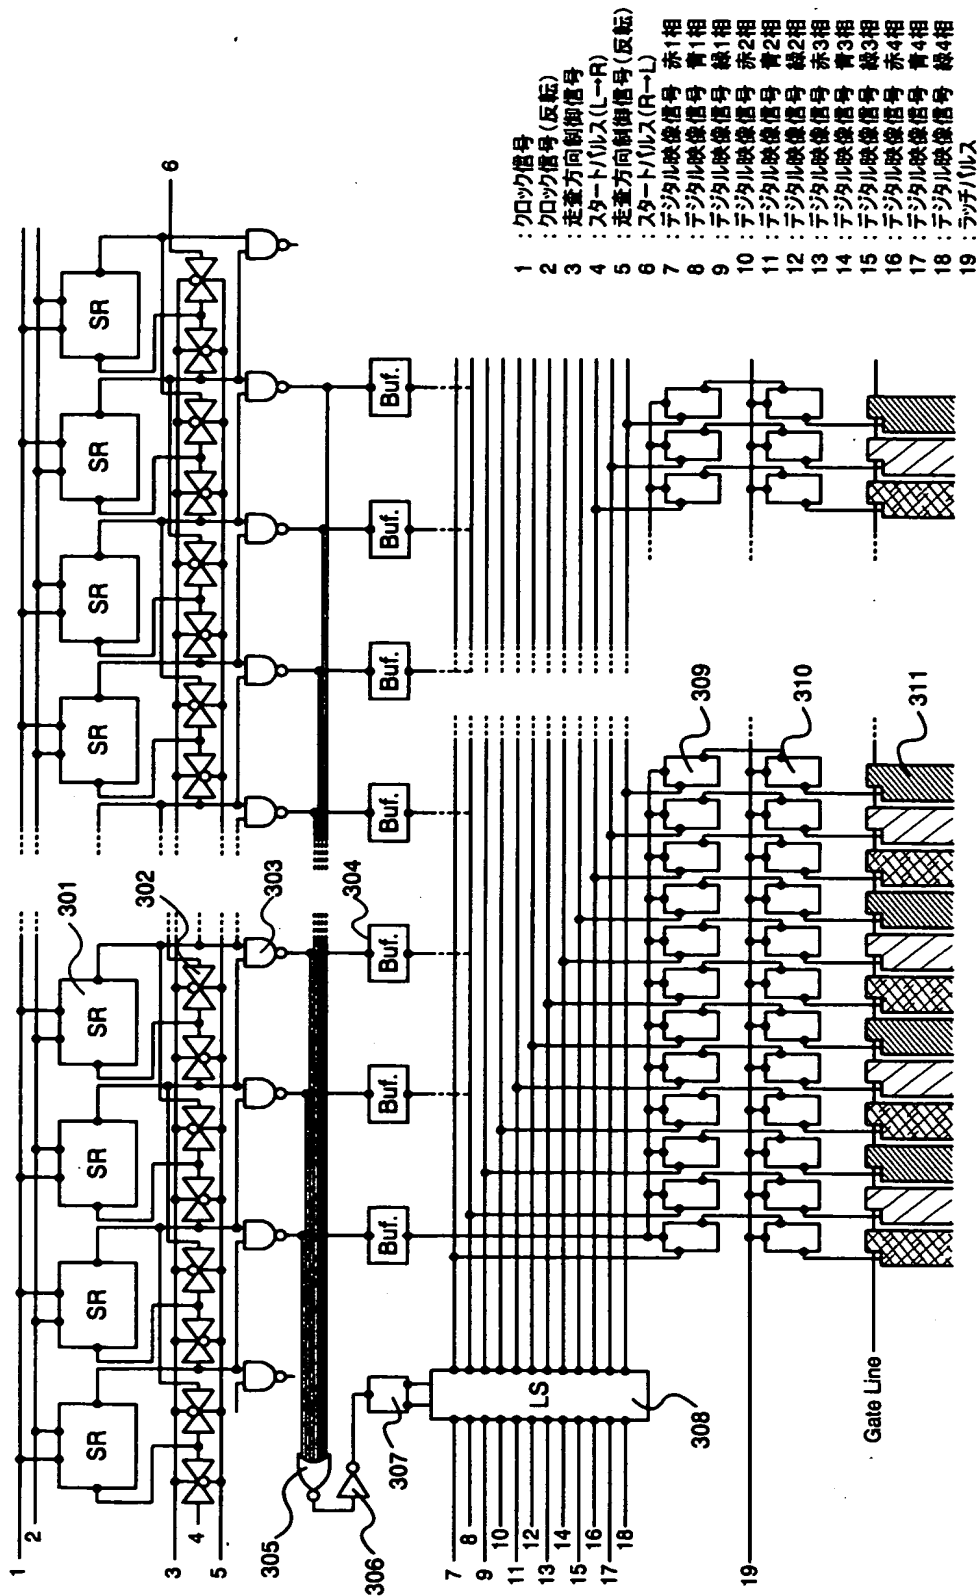 1
2
SR
SR
SR
SR
SR
SR
SR
SR
301
302
3
4
5
6
303
304
305
306
307
Buf.
Buf.
Buf.
Buf.
Buf.
Buf.
Buf.
LS
308
7
8
9
10
11
12
13
14
15
16
17
18
309
19
310
Gate Line
311
1 : クロック信号
2 : クロック信号(反転)
3 : 走査方向制御信号
4 : スタートパルス(L→R)
5 : 走査方向制御信号(反転)
6 : スタートパルス(R→L)
7 : デジタル映像信号 赤1相
8 : デジタル映像信号 青1相
9 : デジタル映像信号 緑1相
10 : デジタル映像信号 赤2相
11 : デジタル映像信号 青2相
12 : デジタル映像信号 緑2相
13 : デジタル映像信号 赤3相
14 : デジタル映像信号 青3相
15 : デジタル映像信号 緑3相
16 : デジタル映像信号 赤4相
17 : デジタル映像信号 青4相
18 : デジタル映像信号 緑4相
19 : ラッチパルス